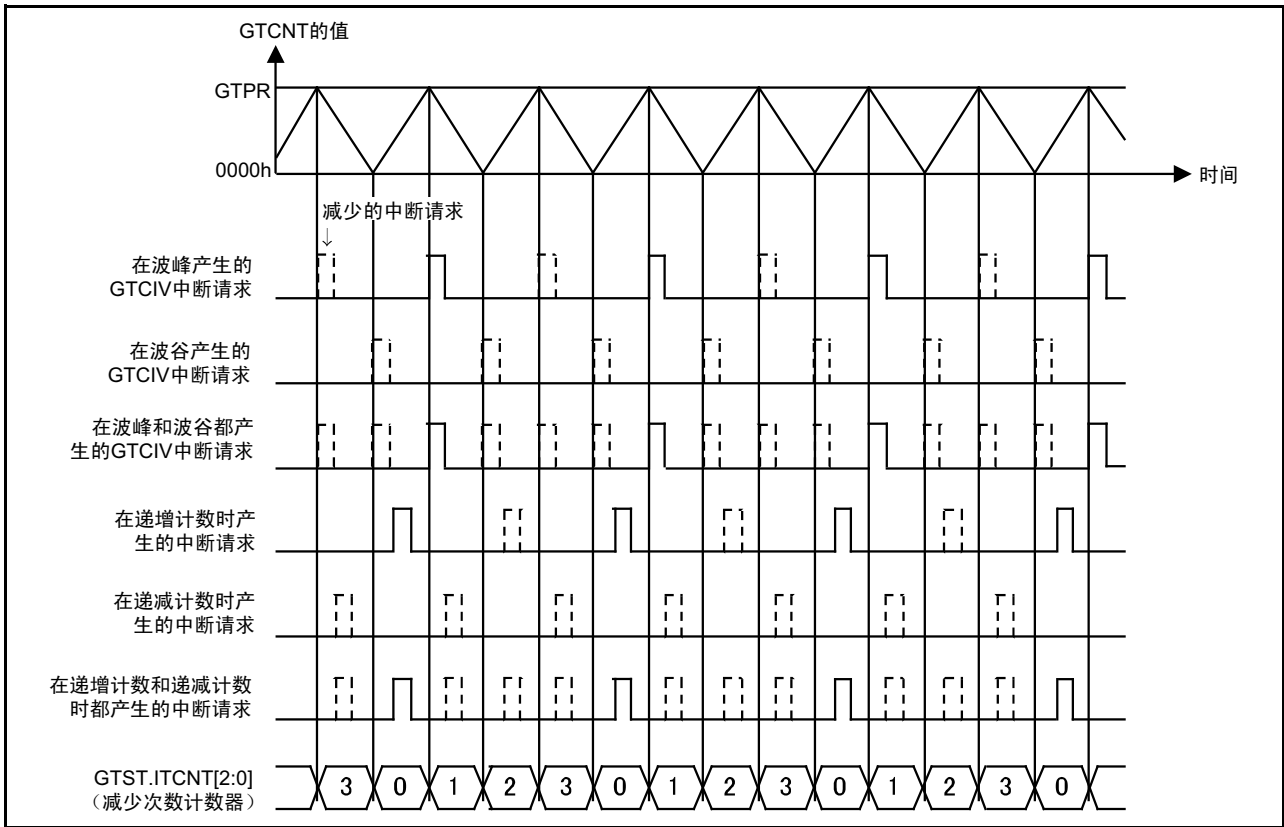 GTCNT的值
GTPR
0000h
时间
减少的中断请求
↓
在波峰产生的
GTCIV中断请求
在波谷产生的
GTCIV中断请求
在波峰和波谷都产
生的GTCIV中断请求
在递增计数时产
生的中断请求
在递减计数时产
生的中断请求
在递增计数和递减计数
时都产生的中断请求
GTST.ITCNT[2:0]
（减少次数计数器）
3 0 1 2 3 0 1 2 3 0 1 2 3 0